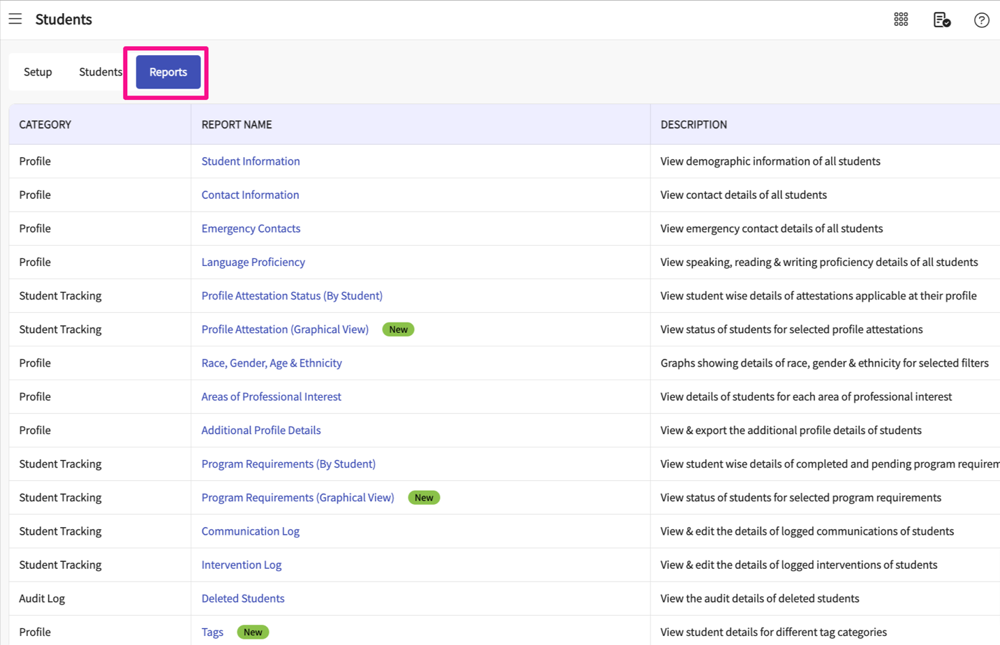 Students
Setup Students Reports
CATEGORY REPORT NAME DESCRIPTION
Profile Student Information View demographic information of all students
Profile Contact Information View contact details of all students
Profile Emergency Contacts View emergency contact details of all students
Profile Language Proficiency View speaking, reading & writing proficiency details of all students
Student Tracking Profile Attestation Status (By Student) View student wise details of attestations applicable at their profile
Student Tracking Profile Attestation (Graphical View) New View status of students for selected profile attestations
Profile Race, Gender, Age & Ethnicity Graphs showing details of race, gender & ethnicity for selected filters
Profile Areas of Professional Interest View details of students for each area of professional interest
Profile Additional Profile Details View & export the additional profile details of students
Student Tracking Program Requirements (By Student) View student wise details of completed and pending program requirem
Student Tracking Program Requirements (Graphical View) New View status of students for selected program requirements
Student Tracking Communication Log View & edit the details of logged communications of students
Student Tracking Intervention Log View & edit the details of logged interventions of students
Audit Log Deleted Students View the audit details of deleted students
Profile Tags New View student details for different tag categories